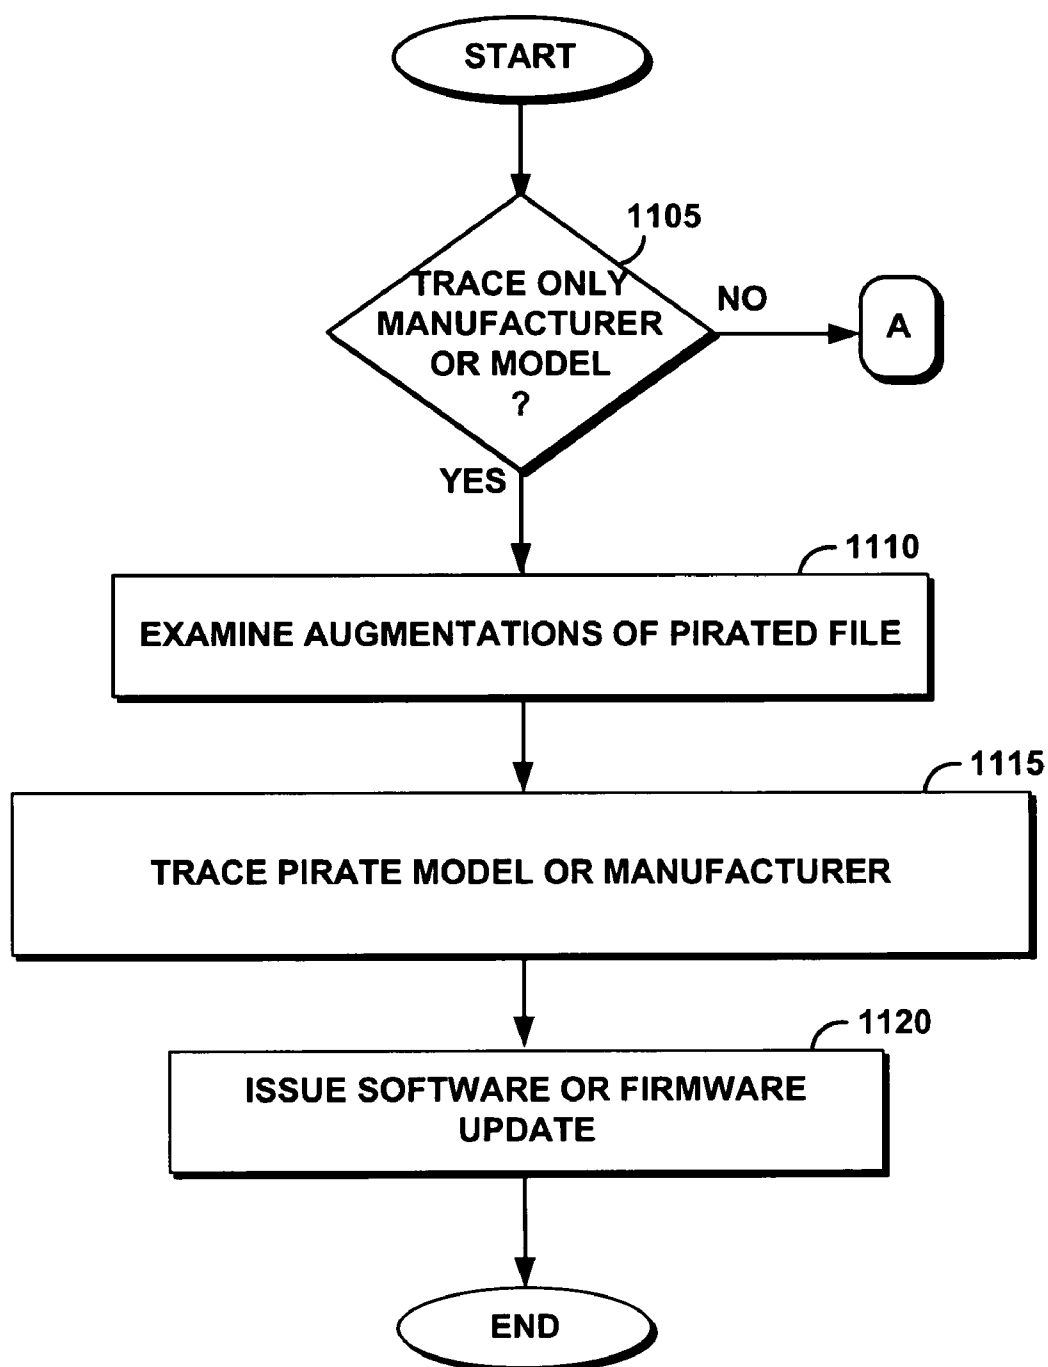 START
1105
TRACE ONLY
MANUFACTURER
OR MODEL
?
NO
A
YES
1110
EXAMINE AUGMENTATIONS OF PIRATED FILE
1115
TRACE PIRATE MODEL OR MANUFACTURER
1120
ISSUE SOFTWARE OR FIRMWARE
UPDATE
END